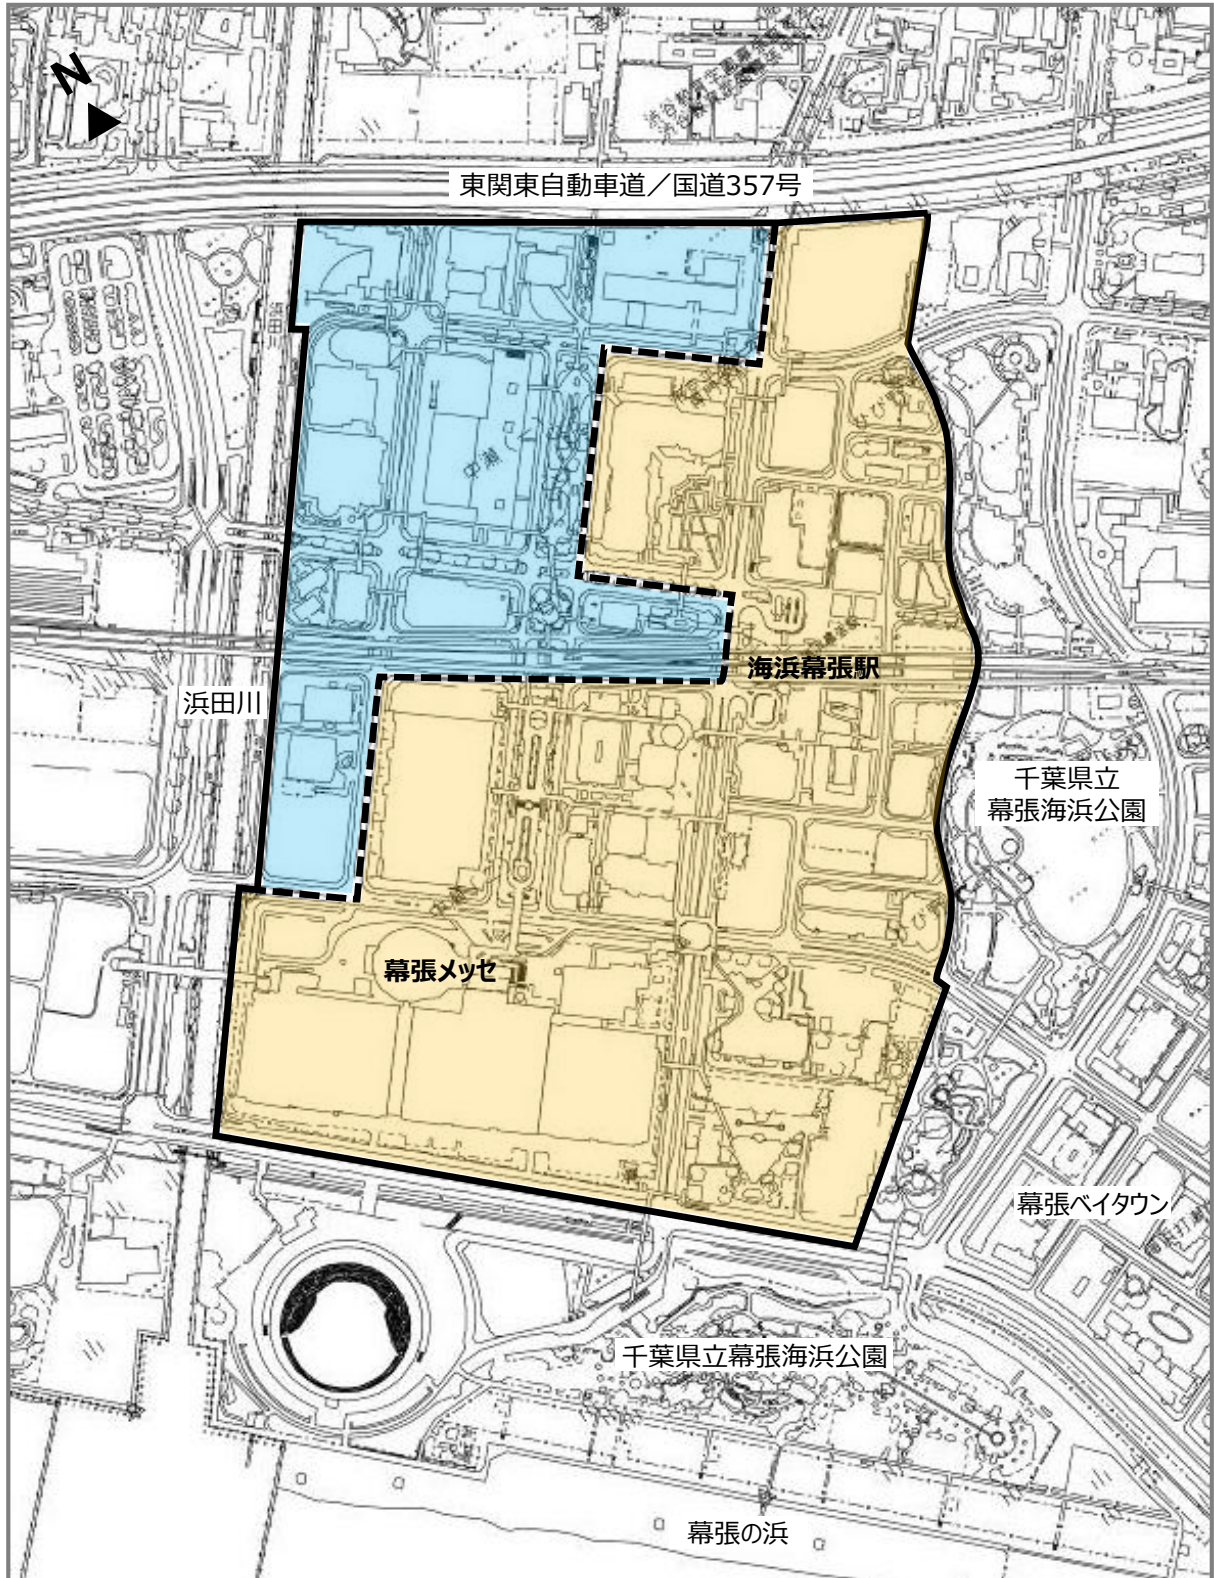 N
東関東自動車道／国道357号
中瀬
海浜幕張駅
浜田川
千葉県立
幕張海浜公園
幕張メッセ
幕張ベイタウン
千葉県立幕張海浜公園
幕張の浜